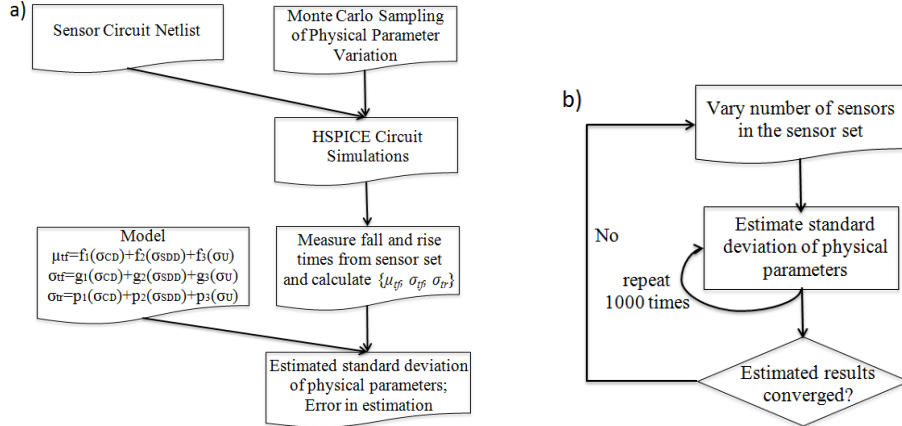 a)
Sensor Circuit Netlist
Monte Carlo Sampling
of Physical Parameter
Variation
HSPICE Circuit
Simulations
Model
μtf=f1(σCD)+f2(σSDD)+f3(σU)
σtf=g1(σCD)+g2(σSDD)+g3(σU)
σtr=p1(σCD)+p2(σSDD)+p3(σU)
Measure fall and rise
times from sensor set
and calculate {μtf, σtf, σtr}
Estimated standard deviation
of physical parameters;
Error in estimation
b)
Vary number of sensors
in the sensor set
Estimate standard
deviation of physical
parameters
No
repeat
1000 times
Estimated results
converged?